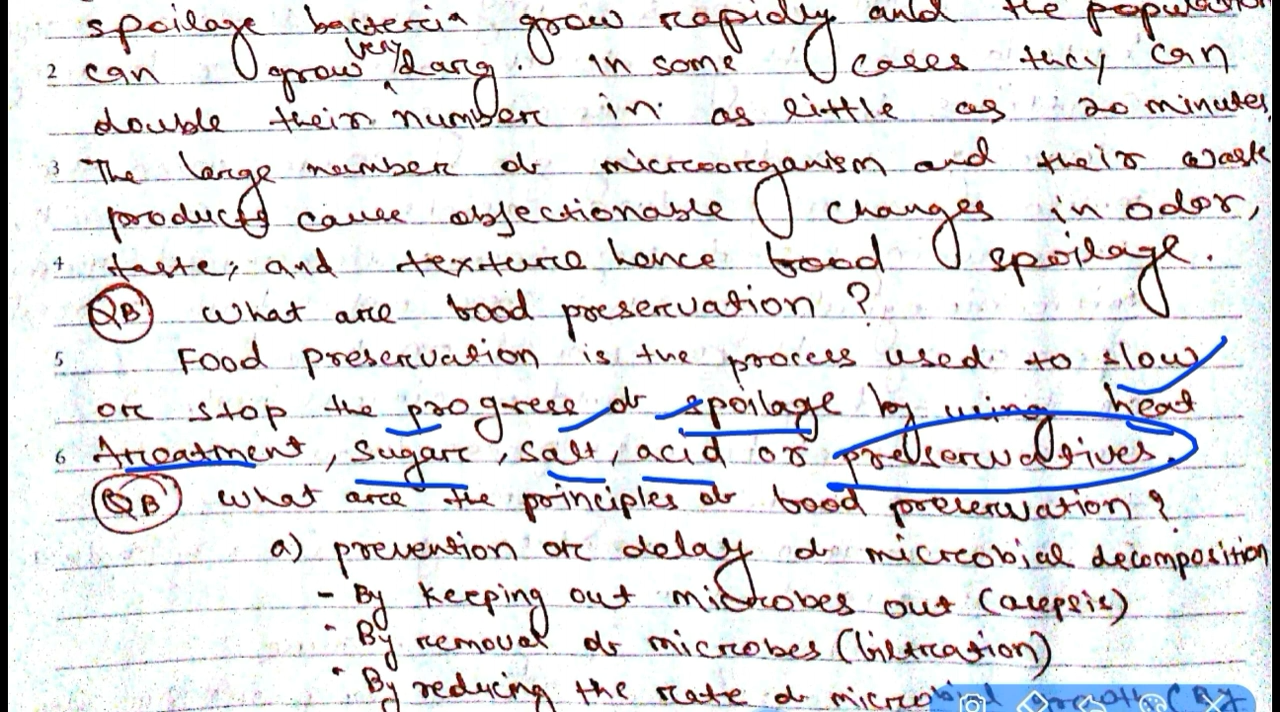 spoilage bacteria grow rapidly and the population
2 can grow very larg. in some cases they can
double their number in as little as 20 minutes.
3 The large number of microorganism and their waste
products cause objectionable changes in odor,
4 taste, and texture hence food spoilage.
QB What are food preservation?
5 Food preservation is the process used to slow
or stop the progress of spoilage by using heat
6 treatment, sugar, salt, acid or preservatives.
QB What are the principles of food preservation?
a) prevention or delay of microbial decomposition
- By keeping out microbes out (asepsis)
- By removal of microbes (filtration)
- By reducing the rate of microbial growth (By